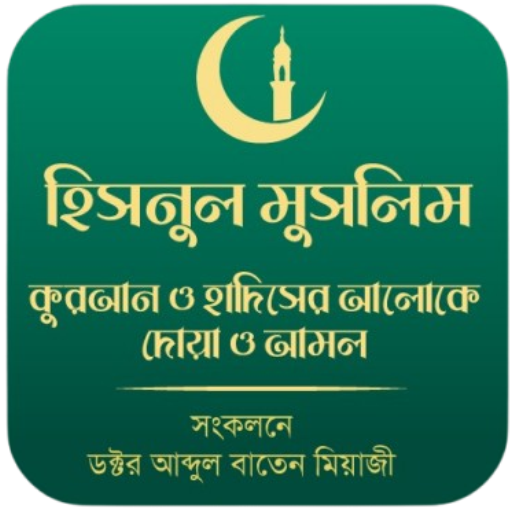 হিসনুল মুসলিম
কুরআন ও হাদিসের আলোকে
দোয়া ও আমল
সংকলনে
ডক্টর আব্দুল বাতেন মিয়াজী